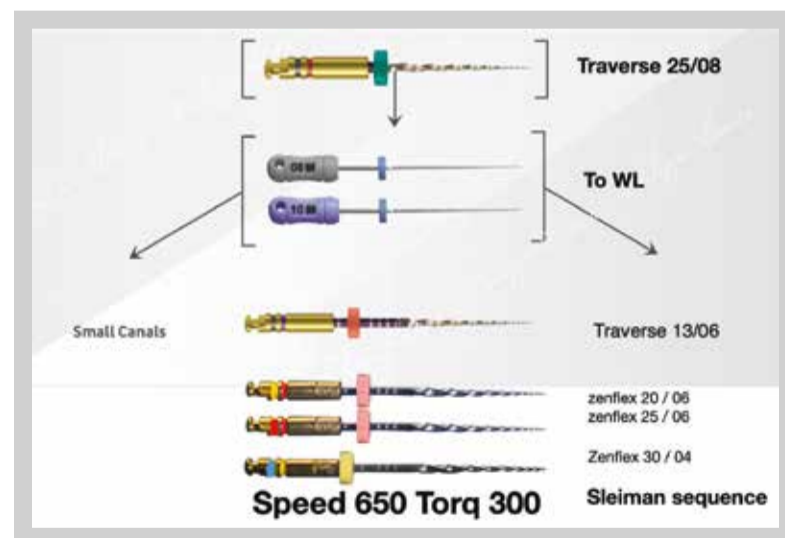 Traverse 25/08
08
To WL
10
Small Canals
Traverse 13/06
zenflex 20 / 06
zenflex 25 / 06
Zenflex 30 / 04
Speed 650 Torq 300
Sleiman sequence